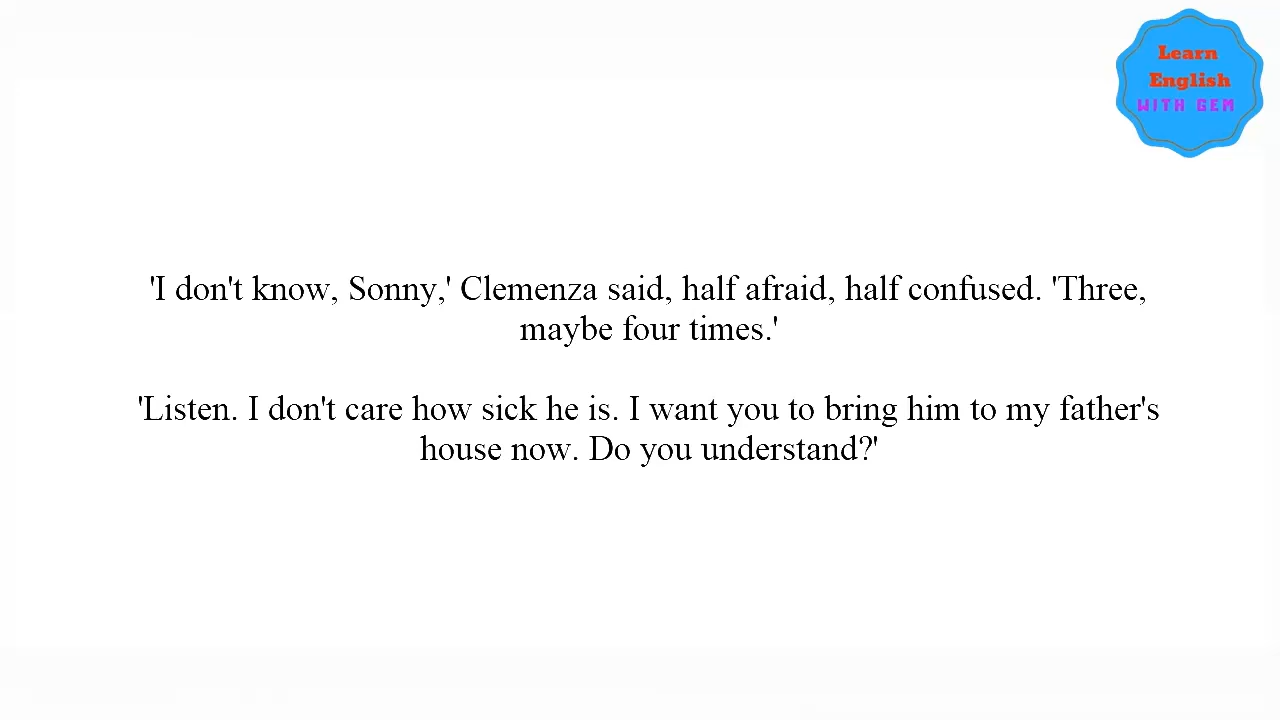 Learn
English
WITH GEM
'I don't know, Sonny,' Clemenza said, half afraid, half confused. 'Three,
maybe four times.'
'Listen. I don't care how sick he is. I want you to bring him to my father's
house now. Do you understand?'